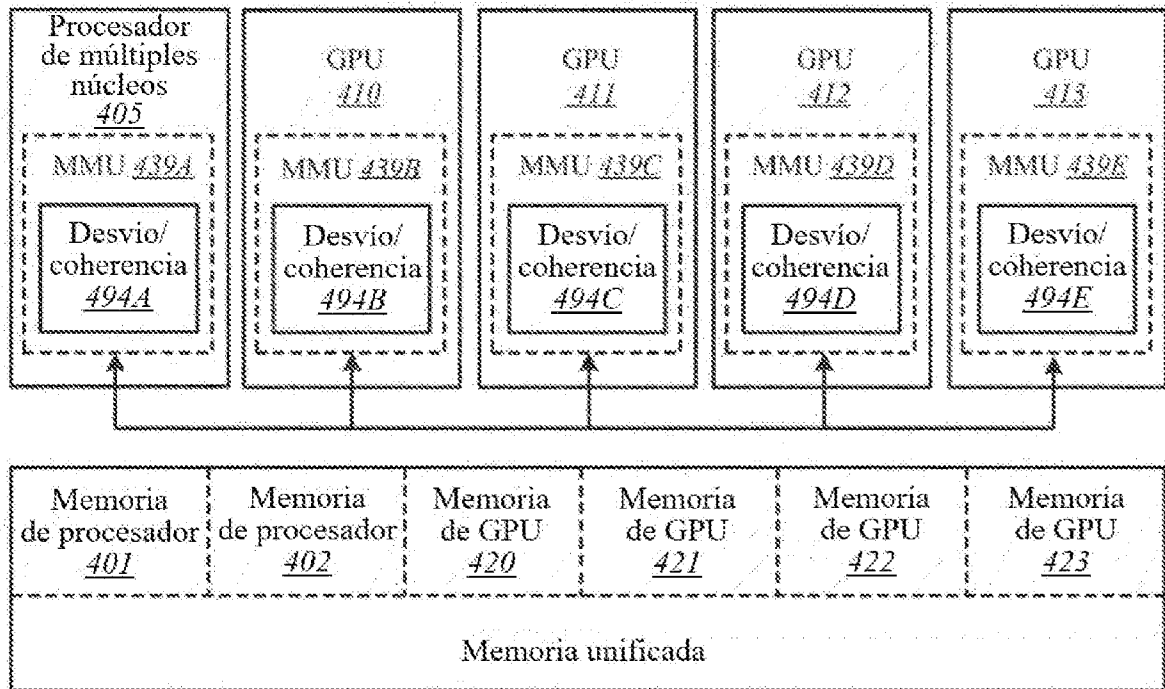 Procesador
de múltiples
núcleos
405
MMU 439A
Desvío/
coherencia
494A
GPU
410
MMU 439B
Desvío/
coherencia
494B
GPU
411
MMU 439C
Desvío/
coherencia
494C
GPU
412
MMU 439D
Desvío/
coherencia
494D
GPU
413
MMU 439E
Desvío/
coherencia
494E
Memoria
de procesador
401
Memoria
de procesador
402
Memoria
de GPU
420
Memoria
de GPU
421
Memoria
de GPU
422
Memoria
de GPU
423
Memoria unificada